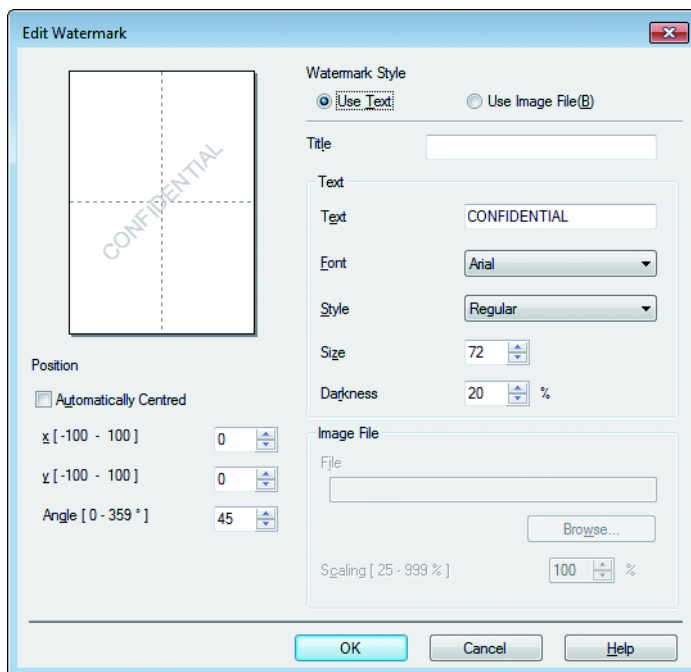 Edit Watermark
CONFIDENTIAL
Watermark Style
Use Text
Use Image File(B)
Title
Text
Text CONFIDENTIAL
Font Arial
Style Regular
Size 72
Darkness 20 %
Position
Automatically Centred
x [ -100 - 100 ] 0
y [ -100 - 100 ] 0
Angle [ 0 - 359 ° ] 45
Image File
File
Browse...
Scaling [ 25 - 999 % ] 100 %
OK Cancel Help